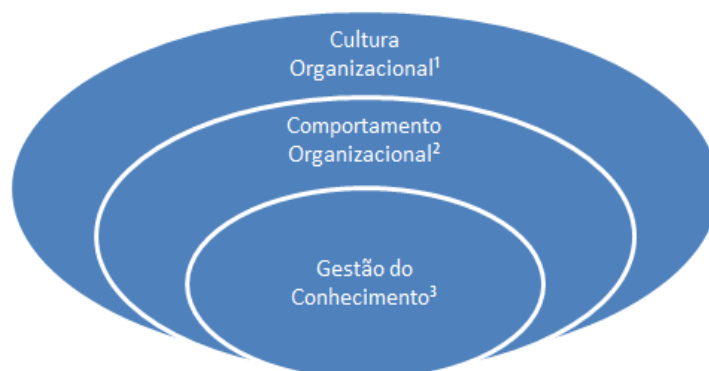 Cultura
Organizacional¹
Comportamento
Organizacional²
Gestão do
Conhecimento³